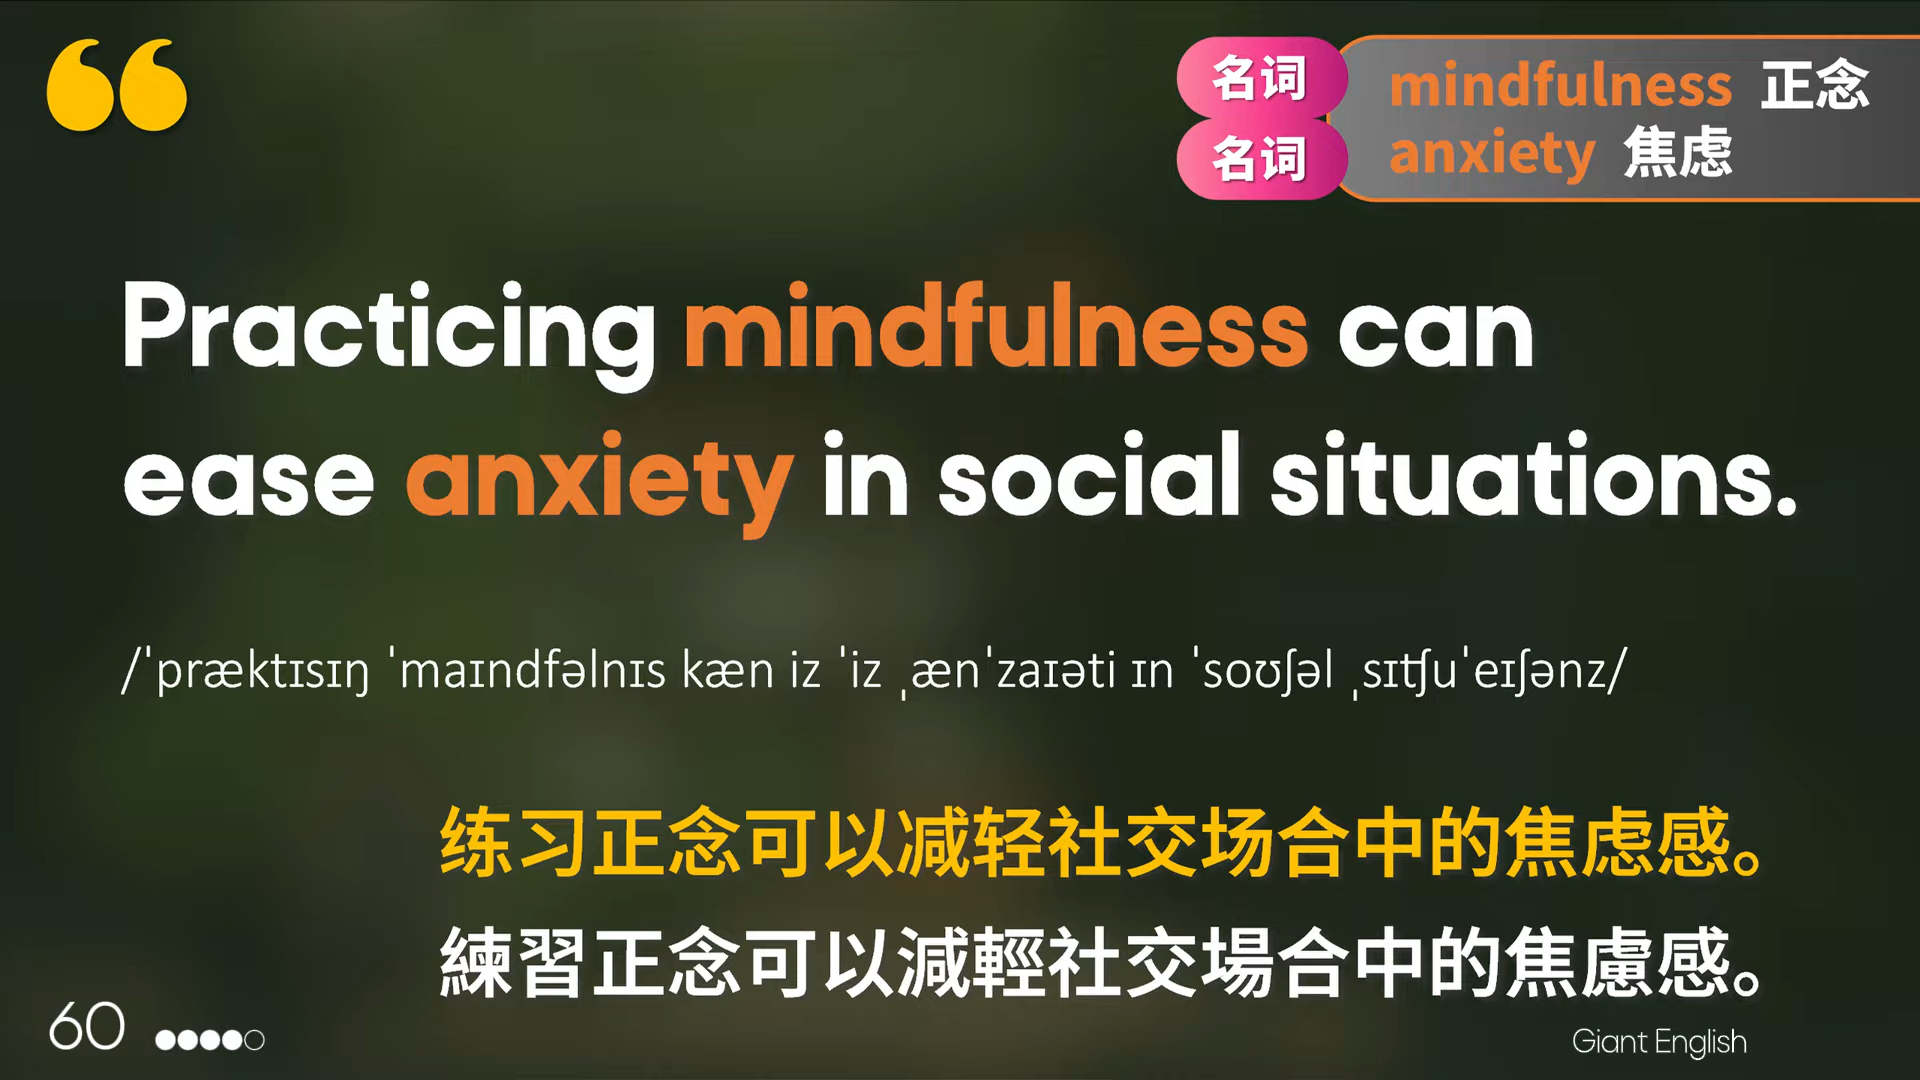 名词 mindfulness 正念
名词 anxiety 焦虑
Practicing mindfulness can
ease anxiety in social situations.
/ˈpræktɪsɪŋ ˈmaɪndfəlnɪs kæn iz ˈiz ˌænˈzaɪəti ɪn ˈsoʊʃəl ˌsɪtʃuˈeɪʃənz/
练习正念可以减轻社交场合中的焦虑感。
練習正念可以減輕社交場合中的焦慮感。
60
Giant English